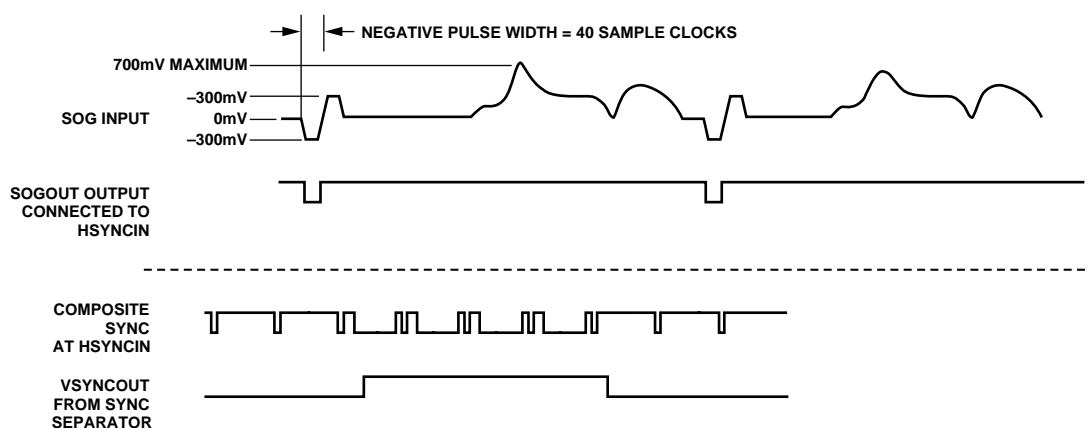 NEGATIVE PULSE WIDTH = 40 SAMPLE CLOCKS
700mV MAXIMUM
–300mV
SOG INPUT
0mV
–300mV
SOGOUT OUTPUT
CONNECTED TO
HSYNCIN
COMPOSITE
SYNC
AT HSYNCIN
VSYNCOUT
FROM SYNC
SEPARATOR